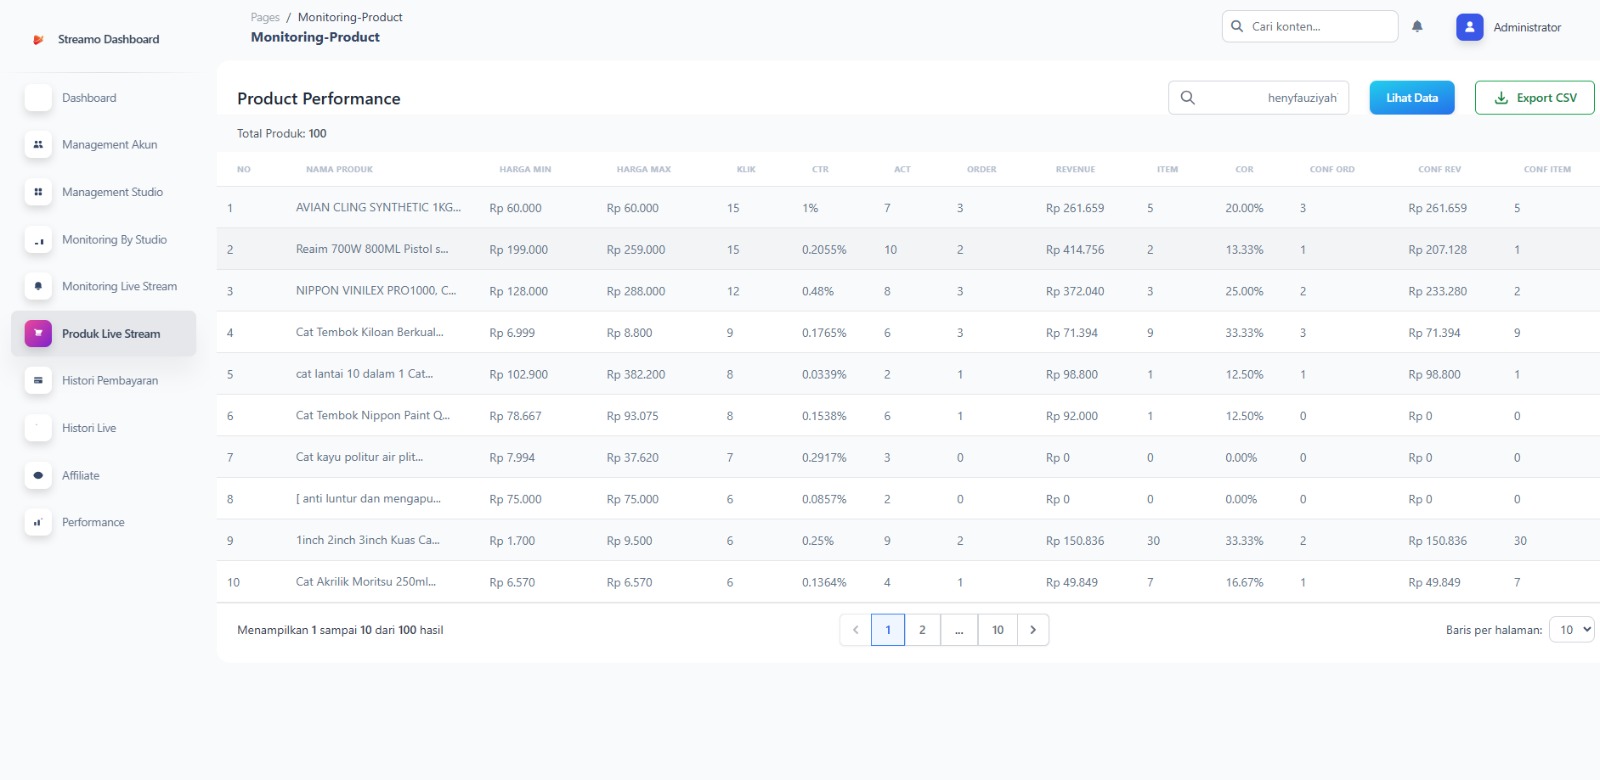 Streamo Dashboard
Pages / Monitoring-Product
Monitoring-Product
Cari konten...
Administrator
Dashboard
Management Akun
Management Studio
Monitoring By Studio
Monitoring Live Stream
Produk Live Stream
Histori Pembayaran
Histori Live
Affiliate
Performance
Product Performance
henyfauziyah
Lihat Data
Export CSV
Total Produk: 100
NO NAMA PRODUK HARGA MIN HARGA MAX KLIK CTR ACT ORDER REVENUE ITEM COR CONF ORD CONF REV CONF ITEM
1 AVIAN CLING SYNTHETIC 1KG... Rp 60.000 Rp 60.000 15 1% 7 3 Rp 261.659 5 20.00% 3 Rp 261.659 5
2 Reaim 700W 800ML Pistol s... Rp 199.000 Rp 259.000 15 0.2055% 10 2 Rp 414.756 2 13.33% 1 Rp 207.128 1
3 NIPPON VINILEX PRO1000, C... Rp 128.000 Rp 288.000 12 0.48% 8 3 Rp 372.040 3 25.00% 2 Rp 233.280 2
4 Cat Tembok Kiloan Berkual... Rp 6.999 Rp 8.800 9 0.1765% 6 3 Rp 71.394 9 33.33% 3 Rp 71.394 9
5 cat lantai 10 dalam 1 Cat... Rp 102.900 Rp 382.200 8 0.0339% 2 1 Rp 98.800 1 12.50% 1 Rp 98.800 1
6 Cat Tembok Nippon Paint Q... Rp 78.667 Rp 93.075 8 0.1538% 6 1 Rp 92.000 1 12.50% 0 Rp 0 0
7 Cat kayu politur air plit... Rp 7.994 Rp 37.620 7 0.2917% 3 0 Rp 0 0 0.00% 0 Rp 0 0
8 [ anti luntur dan mengapu... Rp 75.000 Rp 75.000 6 0.0857% 2 0 Rp 0 0 0.00% 0 Rp 0 0
9 1inch 2inch 3inch Kuas Ca... Rp 1.700 Rp 9.500 6 0.25% 9 2 Rp 150.836 30 33.33% 2 Rp 150.836 30
10 Cat Akrilik Moritsu 250ml... Rp 6.570 Rp 6.570 6 0.1364% 4 1 Rp 49.849 7 16.67% 1 Rp 49.849 7
Menampilkan 1 sampai 10 dari 100 hasil
1 2 ... 10
Baris per halaman: 10